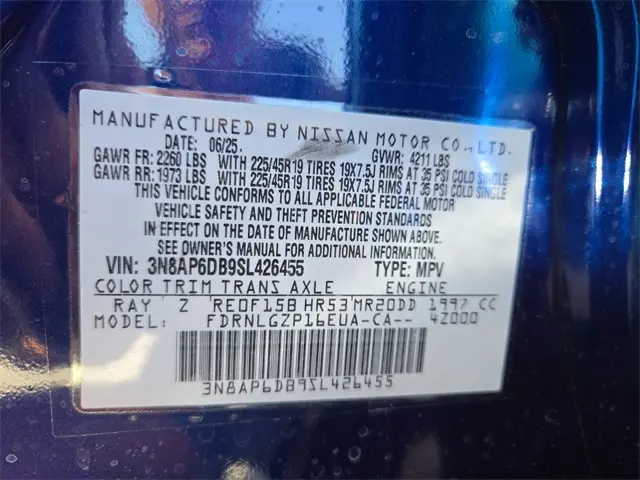 MANUFACTURED BY NISSAN MOTOR CO., LTD.
DATE: 06/25. GVWR: 4211 LBS
GAWR FR: 2260 LBS WITH 225/45R19 TIRES 19X7.5J RIMS AT 35 PSI COLD SINGLE
GAWR RR: 1973 LBS WITH 225/45R19 TIRES 19X7.5J RIMS AT 35 PSI COLD SINGLE
THIS VEHICLE CONFORMS TO ALL APPLICABLE FEDERAL MOTOR
VEHICLE SAFETY AND THEFT PREVENTION STANDARDS
IN EFFECT ON THE DATE OF MANUFACTURE SHOWN ABOVE.
SEE OWNER'S MANUAL FOR ADDITIONAL INFORMATION.
VIN: 3N8AP6DB9SL426455 TYPE: MPV
COLOR TRIM TRANS AXLE ENGINE
RAY Z RE0F15B HR53 MR20DD 1997 CC
MODEL: FDRNLGZP16EUA-CA-- 42000
3N8AP6DB9SL426455